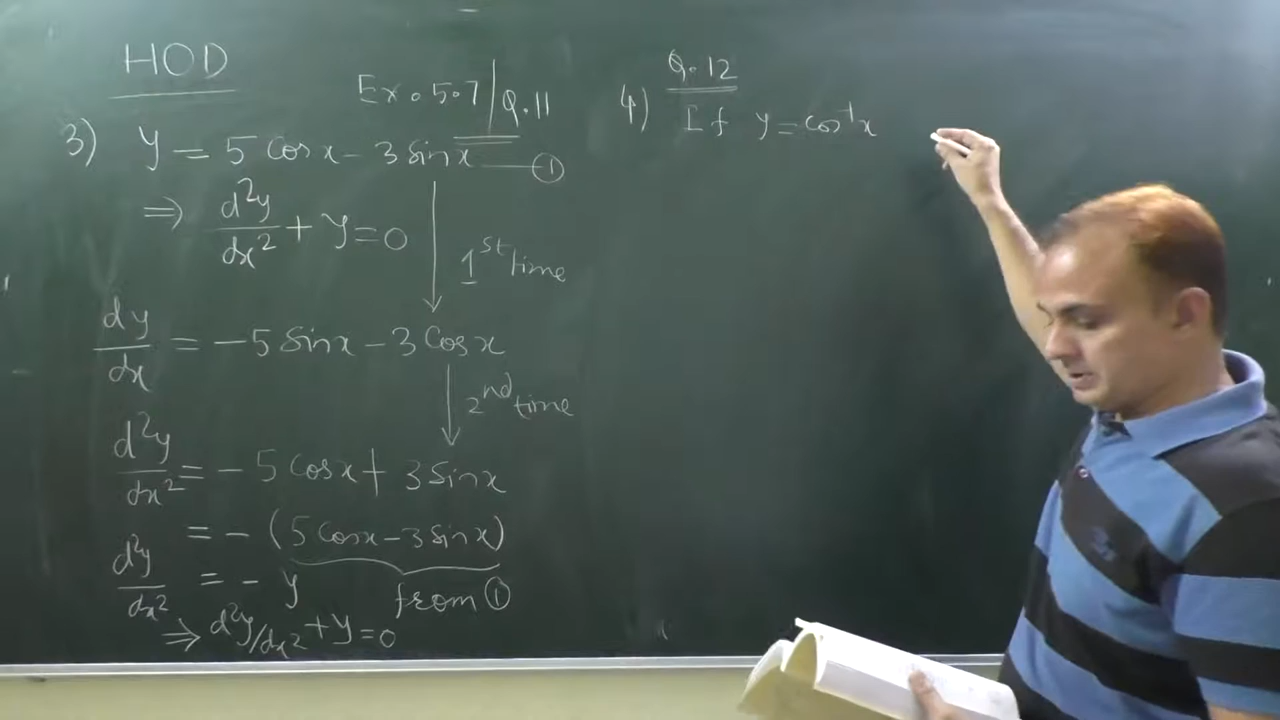 HOD
Ex. 5.7 / Q.11
3) y = 5 cos x - 3 sin x — ①
⇒ d²y/dx² + y = 0
1st time
dy/dx = -5 sin x - 3 cos x
2nd time
d²y/dx² = - 5 cos x + 3 sin x
= - (5 cos x - 3 sin x)
d²y/dx² = - y from ①
⇒ d²y/dx² + y = 0
Q. 12
4) If y = cos⁻¹x